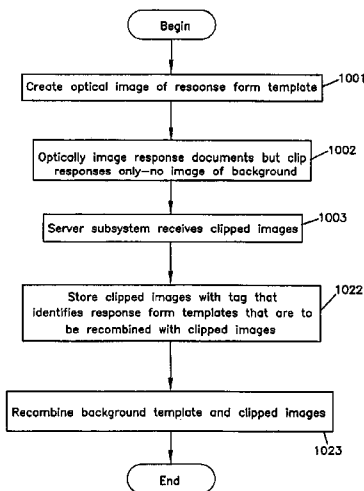 Begin
Create optical image of resoonse form template
1001
Optically image response documents but clip
responses only—no image of background
1002
Server subsystem receives clipped images
1003
Store clipped images with tag that
identifies response form templates that are to
be recombined with clipped images
1022
Recombine background template and clipped images
1023
End